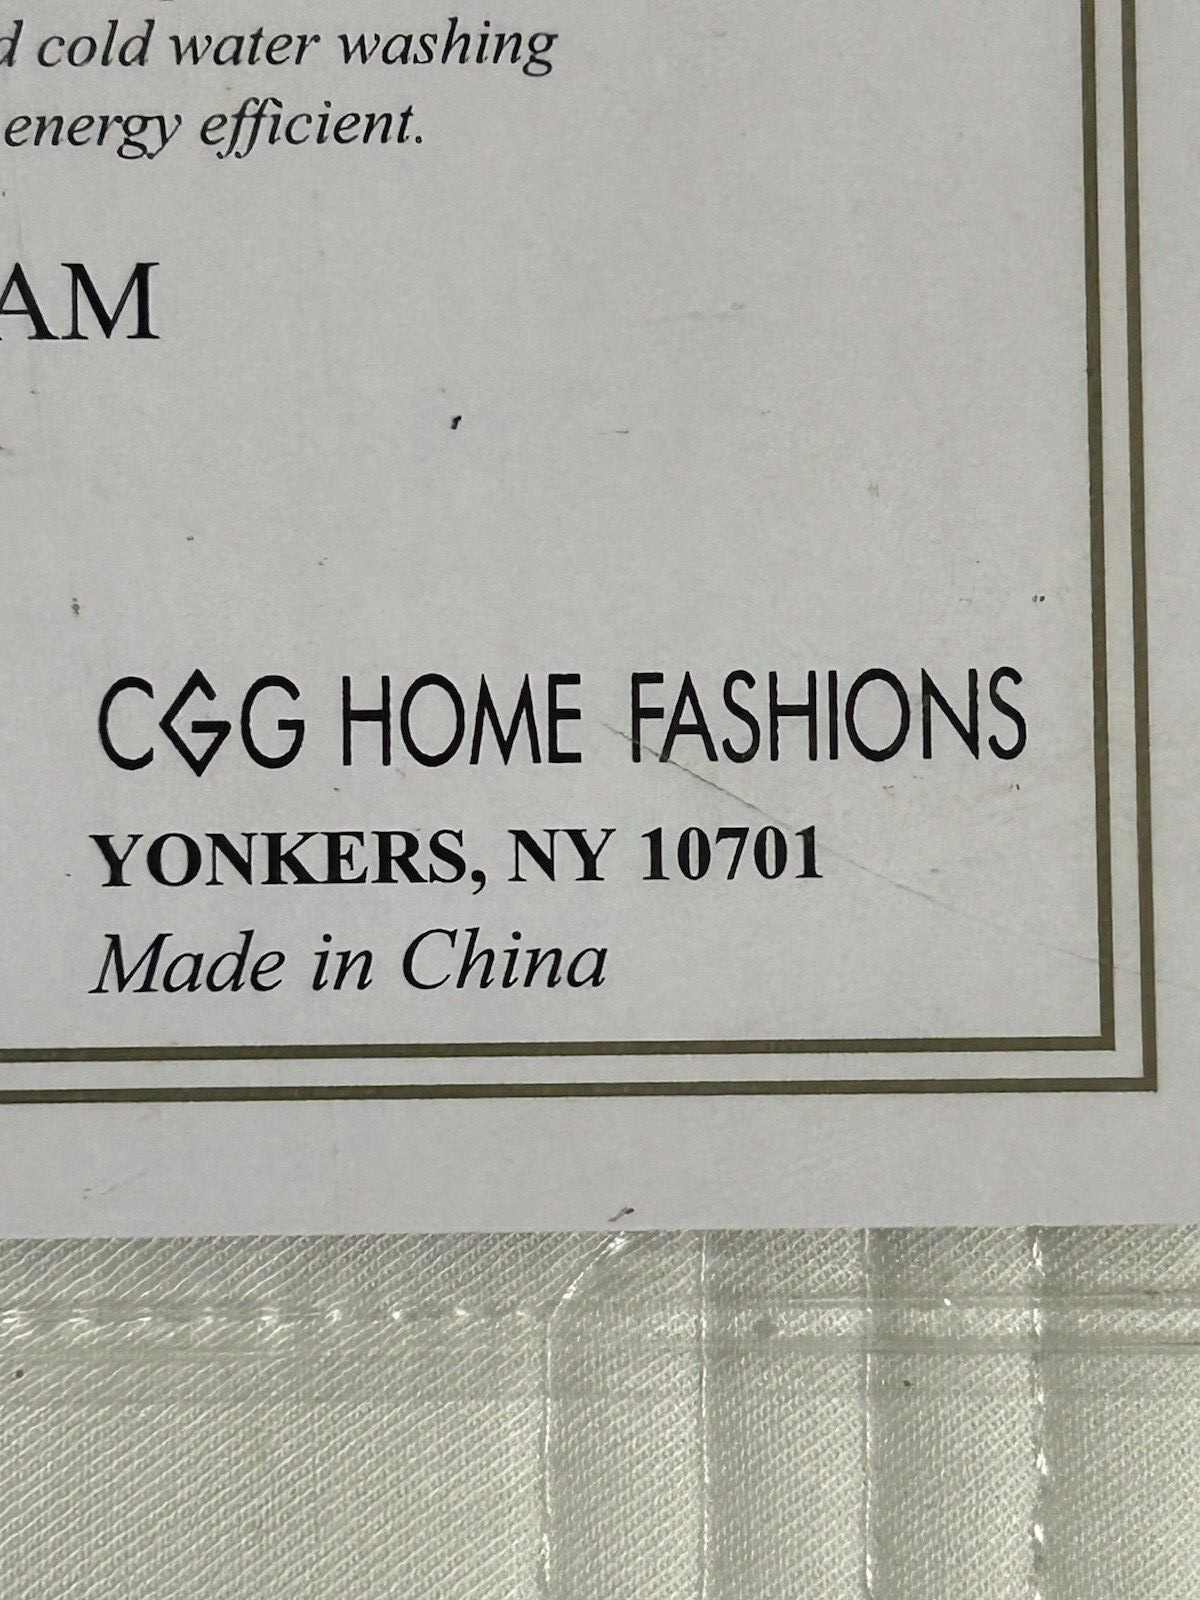 cold water washing
energy efficient.
AM
CGG HOME FASHIONS
YONKERS, NY 10701
Made in China